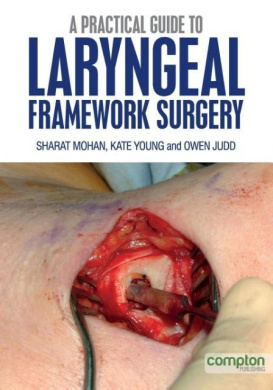 A PRACTICAL GUIDE TO
LARYNGEAL
FRAMEWORK SURGERY
SHARAT MOHAN, KATE YOUNG and OWEN JUDD
compton
PUBLISHING